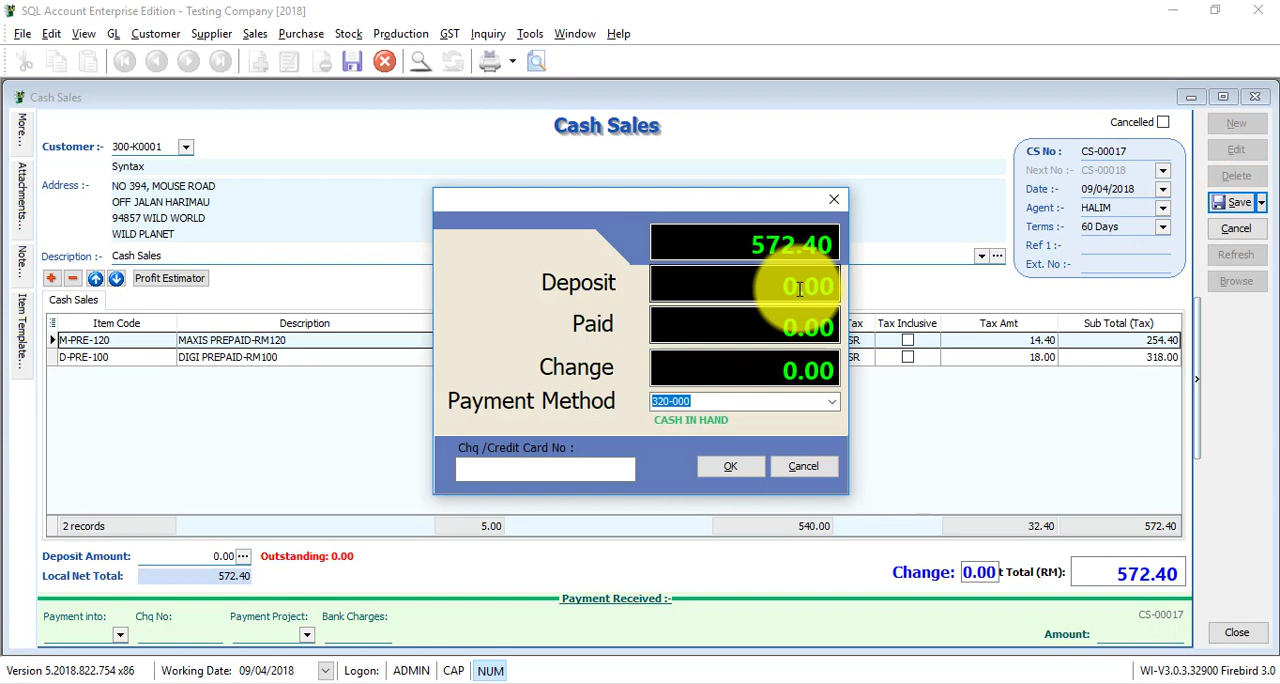 SQL Account Enterprise Edition - Testing Company [2018]
File Edit View GL Customer Supplier Sales Purchase Stock Production GST Inquiry Tools Window Help
Cash Sales
More...
Attachments...
Note...
Item Template...
Cash Sales
Cancelled
Customer :- 300-K0001
Syntax
Address :- NO 394, MOUSE ROAD
OFF JALAN HARIMAU
94857 WILD WORLD
WILD PLANET
Description :- Cash Sales
CS No : CS-00017
Next No :- CS-00018
Date :- 09/04/2018
Agent :- HALIM
Terms :- 60 Days
Ref 1 :-
Ext. No :-
New
Edit
Delete
Save
Cancel
Refresh
Browse
Profit Estimator
Cash Sales
Item Code Description Tax Inclusive Tax Amt Sub Total (Tax)
M-PRE-120 MAXIS PREPAID-RM120 SR 14.40 254.40
D-PRE-100 DIGI PREPAID-RM100 SR 18.00 318.00
572.40
Deposit 0.00
Paid 0.00
Change 0.00
Payment Method 320-000
CASH IN HAND
Chq /Credit Card No :
OK Cancel
2 records 5.00 540.00 32.40 572.40
Deposit Amount: 0.00 Outstanding: 0.00
Local Net Total: 572.40
Change: 0.00 t Total (RM): 572.40
Payment Received :-
Payment into: Chq No: Payment Project: Bank Charges: CS-00017
Amount:
Close
Version 5.2018.822.754 x86 Working Date: 09/04/2018 Logon: ADMIN CAP NUM WI-V3.0.3.32900 Firebird 3.0